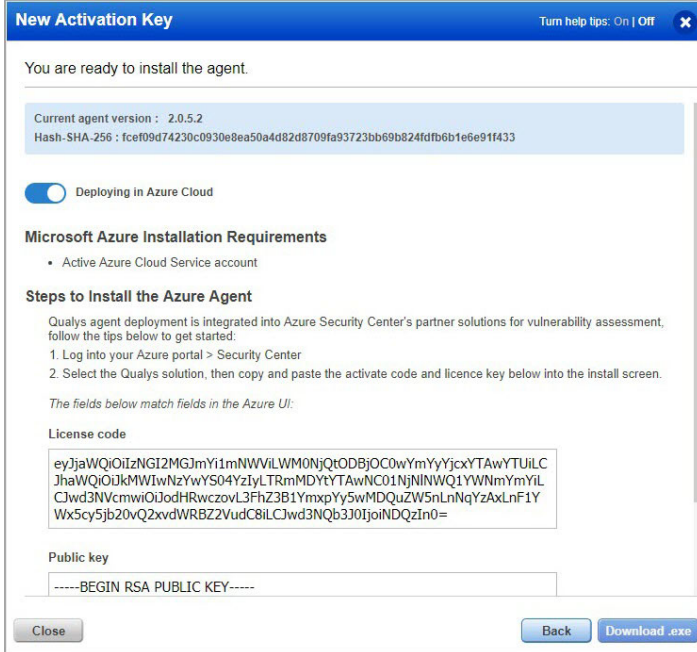 New Activation Key
Turn help tips: On | Off
You are ready to install the agent.
Current agent version : 2.0.5.2
Hash-SHA-256 : fcef09d74230c0930e8ea50a4d82d8709fa93723bb69b824fdfb6b1e6e91f433
Deploying in Azure Cloud
Microsoft Azure Installation Requirements
• Active Azure Cloud Service account
Steps to Install the Azure Agent
Qualys agent deployment is integrated into Azure Security Center's partner solutions for vulnerability assessment,
follow the tips below to get started:
1. Log into your Azure portal > Security Center
2. Select the Qualys solution, then copy and paste the activate code and licence key below into the install screen.
The fields below match fields in the Azure UI:
License code
eyJjaWQiOiIzNGI2MGJmYi1mNWViLWM0NjQtODBjOC0wYmYyYjcxYTAwYTUiLC
JhaWQiOiJkMWIwNzYwYS04YzIyLTRmMDYtYTAwNC01NjNlNWQ1YWNmYmYiL
CJwd3NVcmwiOiJodHRwczovL3FhZ3B1YmxpYy5wMDQuZW5nLnNqYzAxLnF1Y
Wx5cy5jb20vQ2xvdWRBZ2VudC8iLCJwd3NQb3J0IjoiNDQzIn0=
Public key
-----BEGIN RSA PUBLIC KEY-----
Close
Back
Download .exe